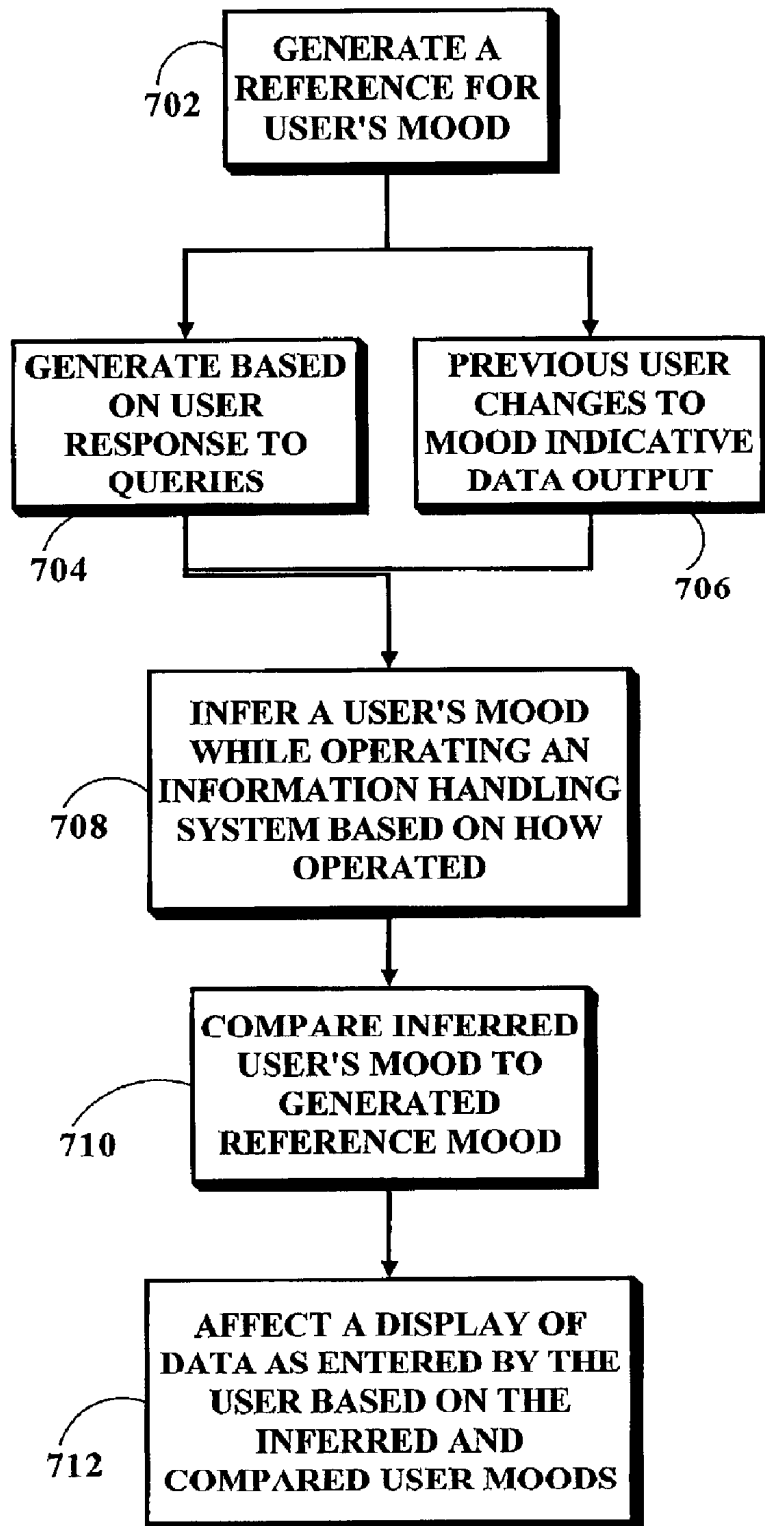 GENERATE A
REFERENCE FOR
USER'S MOOD
702
GENERATE BASED
ON USER
RESPONSE TO
QUERIES
704
PREVIOUS USER
CHANGES TO
MOOD INDICATIVE
DATA OUTPUT
706
INFER A USER'S MOOD
WHILE OPERATING AN
INFORMATION HANDLING
SYSTEM BASED ON HOW
OPERATED
708
COMPARE INFERRED
USER'S MOOD TO
GENERATED
REFERENCE MOOD
710
AFFECT A DISPLAY OF
DATA AS ENTERED BY THE
USER BASED ON THE
INFERRED AND
COMPARED USER MOODS
712